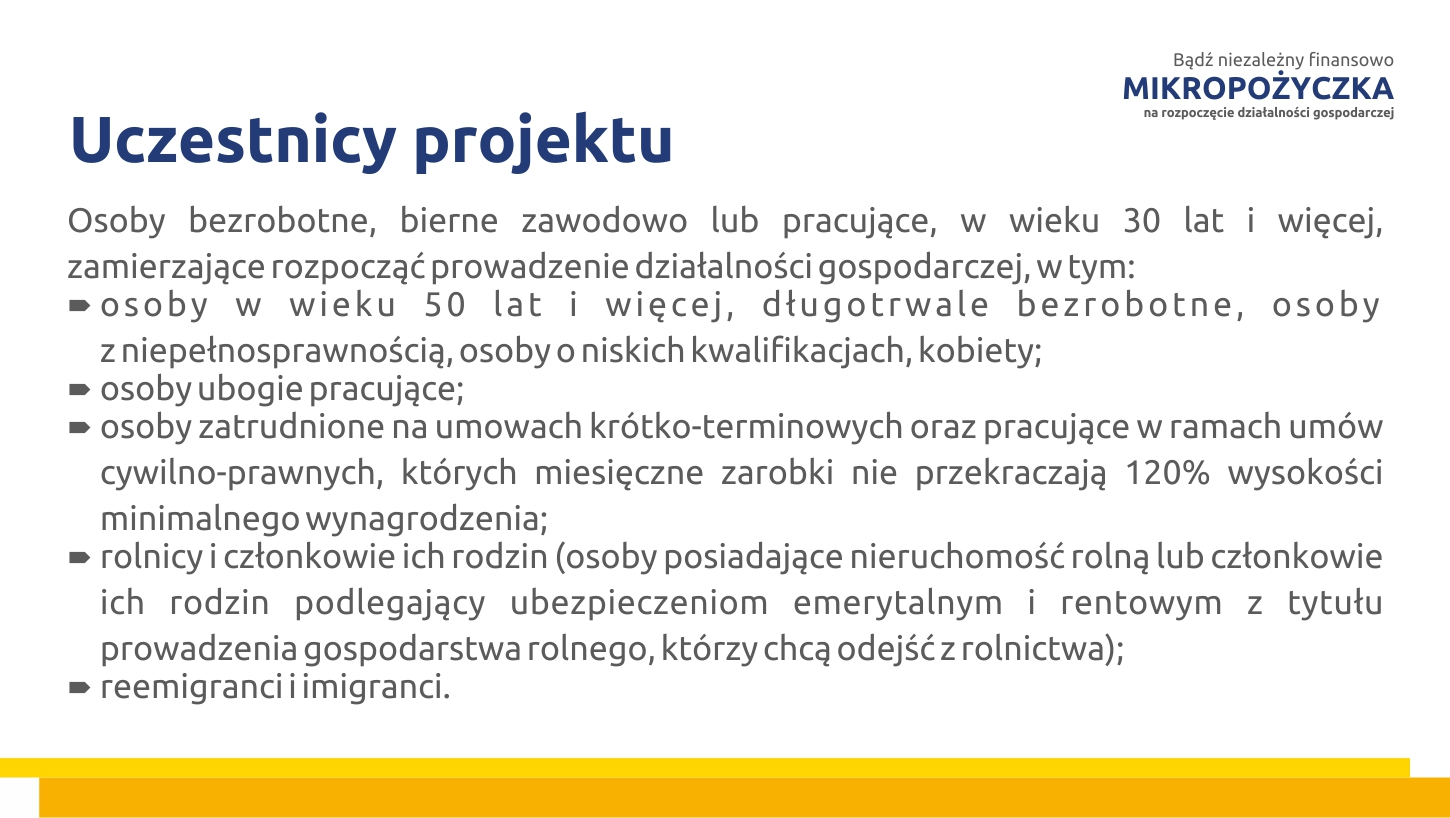 Bądź niezależny finansowo
MIKROPOŻYCZKA
na rozpoczęcie działalności gospodarczej
Uczestnicy projektu
Osoby bezrobotne, bierne zawodowo lub pracujące, w wieku 30 lat i więcej,
zamierzające rozpocząć prowadzenie działalności gospodarczej, w tym:
osoby w wieku 50 lat i więcej, długotrwale bezrobotne, osoby
z niepełnosprawnością, osoby o niskich kwalifikacjach, kobiety;
osoby ubogie pracujące;
osoby zatrudnione na umowach krótko-terminowych oraz pracujące w ramach umów
cywilno-prawnych, których miesięczne zarobki nie przekraczają 120% wysokości
minimalnego wynagrodzenia;
rolnicy i członkowie ich rodzin (osoby posiadające nieruchomość rolną lub członkowie
ich rodzin podlegający ubezpieczeniom emerytalnym i rentowym z tytułu
prowadzenia gospodarstwa rolnego, którzy chcą odejść z rolnictwa);
reemigranci i imigranci.